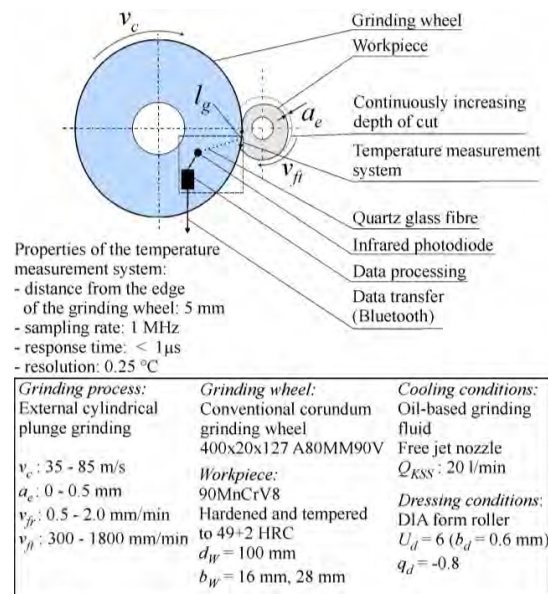 v_c
l_g
a_e
v_ft
Grinding wheel
Workpiece
Continuously increasing
depth of cut
Temperature measurement
system
Quartz glass fibre
Infrared photodiode
Data processing
Data transfer
(Bluetooth)
Properties of the temperature
measurement system:
- distance from the edge
of the grinding wheel: 5 mm
- sampling rate: 1 MHz
- response time: < 1μs
- resolution: 0.25 °C
Grinding process:
External cylindrical
plunge grinding
v_c : 35 - 85 m/s
a_e : 0 - 0.5 mm
v_fr : 0.5 - 2.0 mm/min
v_ft : 300 - 1800 mm/min
Grinding wheel:
Conventional corundum
grinding wheel
400x20x127 A80MM90V
Workpiece:
90MnCrV8
Hardened and tempered
to 49+2 HRC
d_W = 100 mm
b_W = 16 mm, 28 mm
Cooling conditions:
Oil-based grinding
fluid
Free jet nozzle
Q_KSS : 20 l/min
Dressing conditions:
DIA form roller
U_d = 6 (b_d = 0.6 mm)
q_d = -0.8